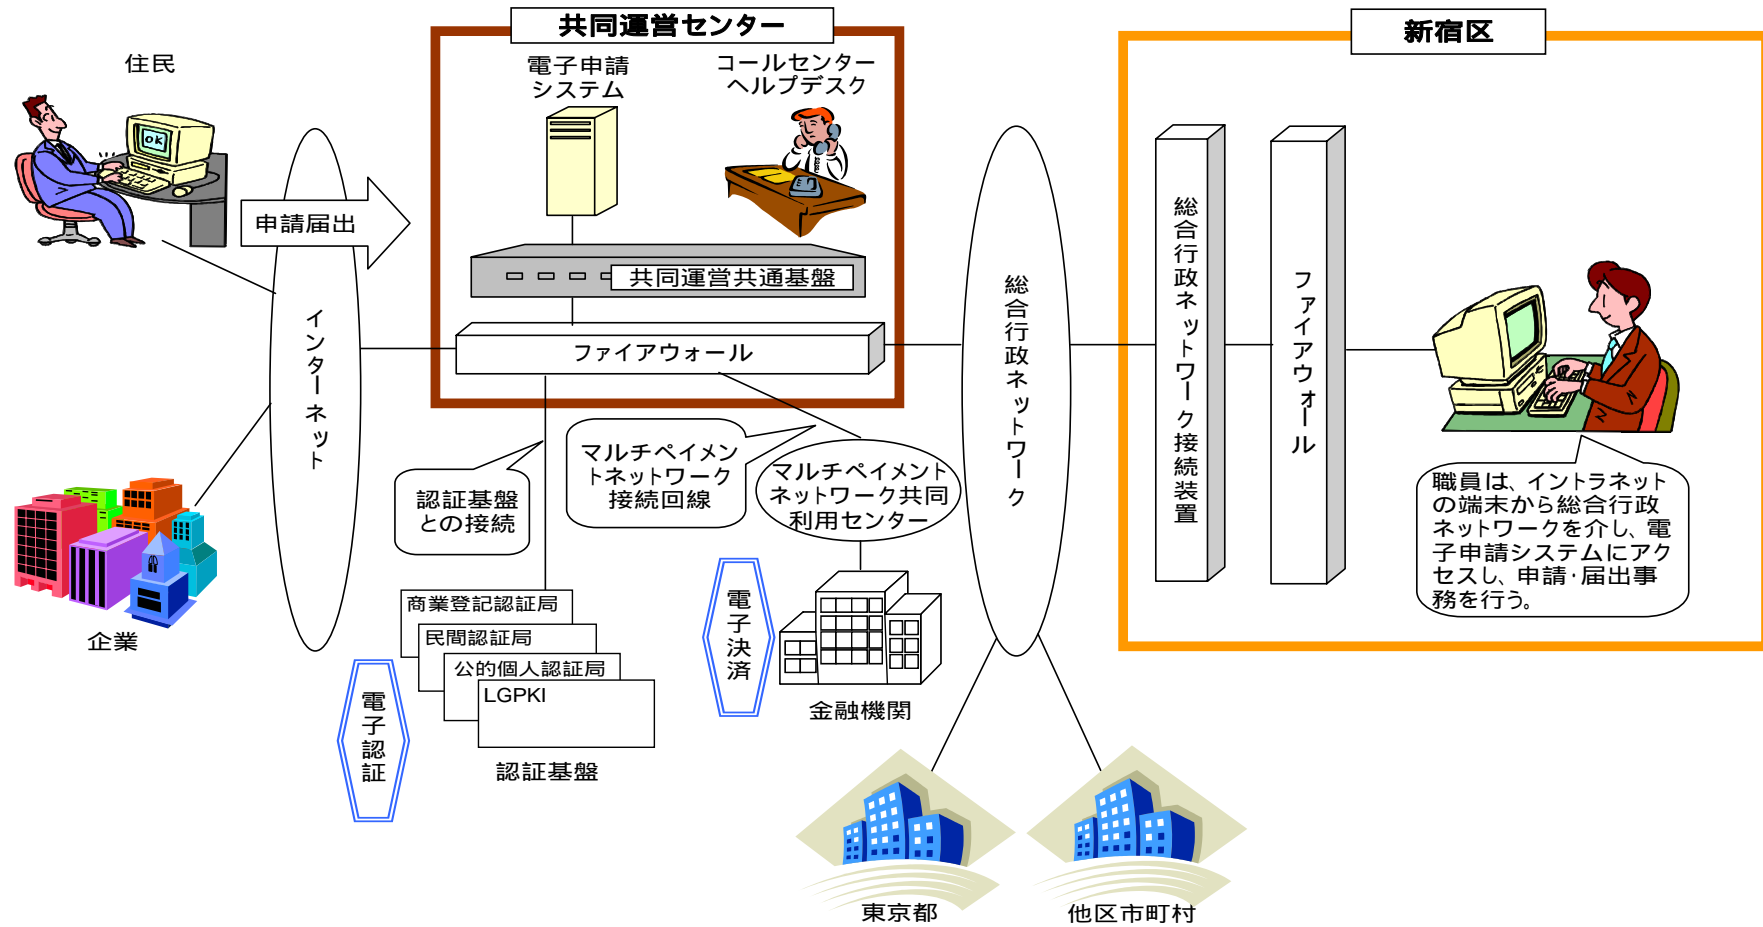 共同運営センター
新宿区
住民
電子申請
システム
コールセンター
ヘルプデスク
ok
申請届出
共同運営共通基盤
ファイアウォール
インターネット
総合行政ネットワーク
総合行政ネットワーク接続装置
ファイアウォール
認証基盤
との接続
マルチペイメン
トネットワーク
接続回線
マルチペイメント
ネットワーク共同
利用センター
職員は、イントラネット
の端末から総合行政
ネットワークを介し、電
子申請システムにアク
セスし、申請・届出事
務を行う。
企業
商業登記認証局
民間認証局
公的個人認証局
LGPKI
電子認証
認証基盤
電子決済
金融機関
東京都
他区市町村